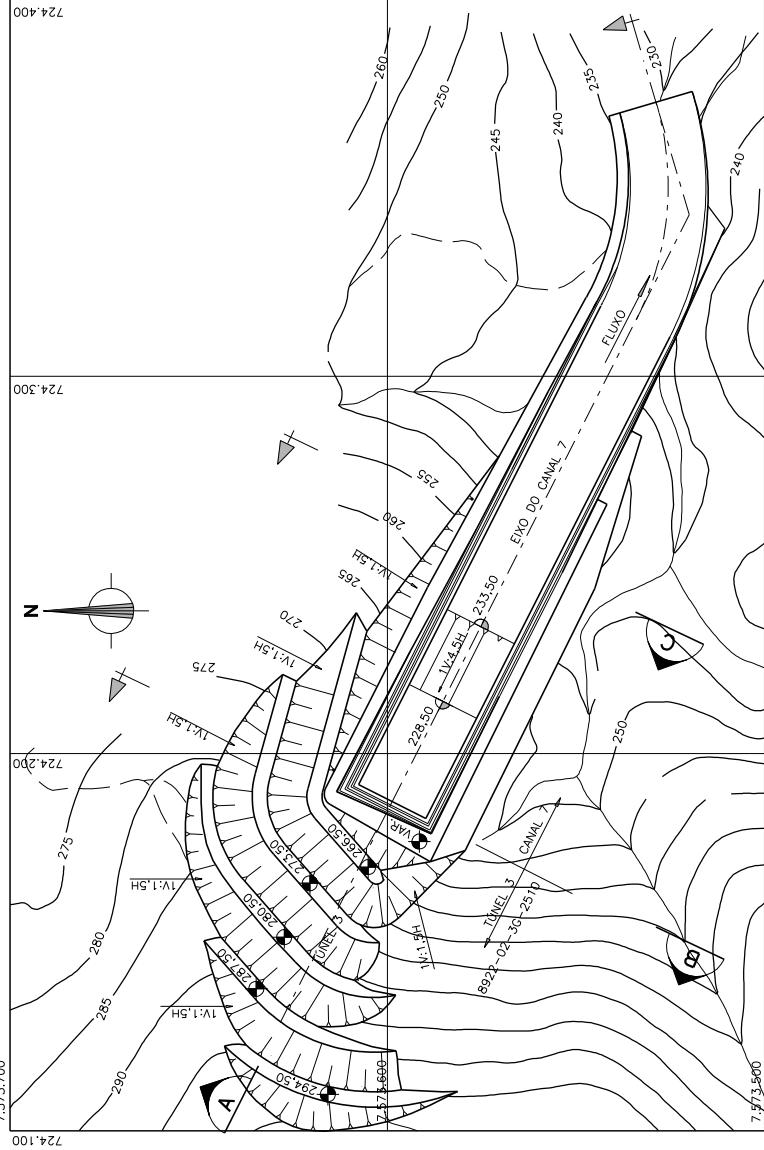 724.400
260
250
245
240
235
230
240
FLUXO
724.300
255
260
EIXO DO CANAL 7
1V:1,5H
265
N
233.50
270
1V:1,5H
1V:4,5H
C
275
228.50
250
1V:1,5H
724.200
VAR.
275
266.50
273.50
1V:1,5H
TÚNEL 3
CANAL 7
280.50
TÚNEL 3
1V:1,5H
8922-02-3G-2510
280
B
287.50
285
1V:1,5H
290
294.50
A
7.573.700
7.573.600
7.573.500
724.100